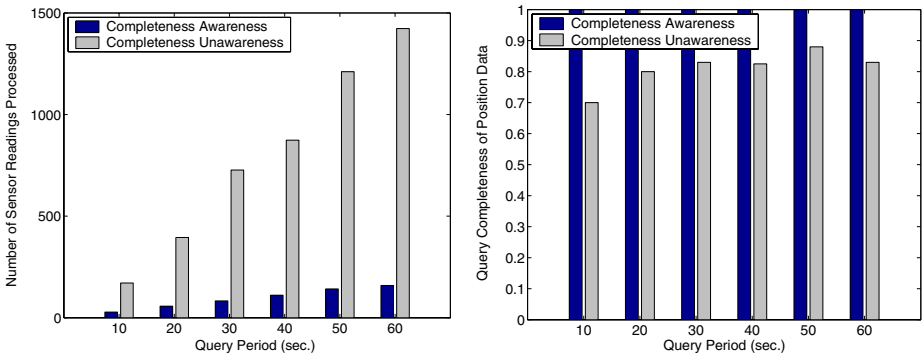 Number of Sensor Readings Processed
1500
1000
500
0
Completeness Awareness
Completeness Unawareness
10 20 30 40 50 60
Query Period (sec.)
Query Completeness of Position Data
1
0.9
0.8
0.7
0.6
0.5
0.4
0.3
0.2
0.1
0
Completeness Awareness
Completeness Unawareness
10 20 30 40 50 60
Query Period (sec.)